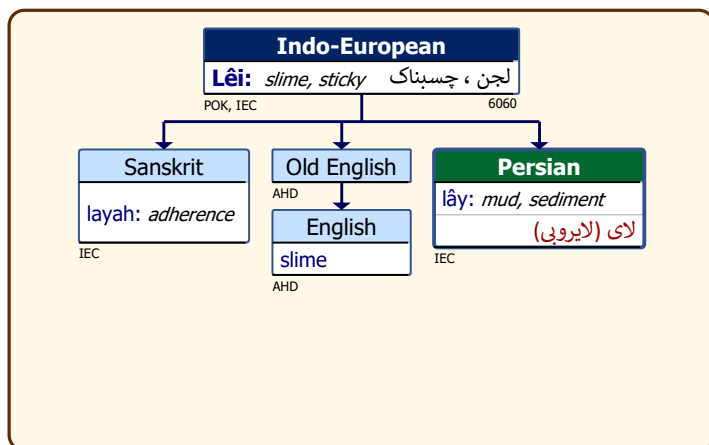 Indo-European
Lêi: slime, sticky لجن ، چسبناک
POK, IEC 6060
Sanskrit
layah: adherence
IEC
Old English
AHD
English
slime
AHD
Persian
lây: mud, sediment
لای (لایروبی)
IEC